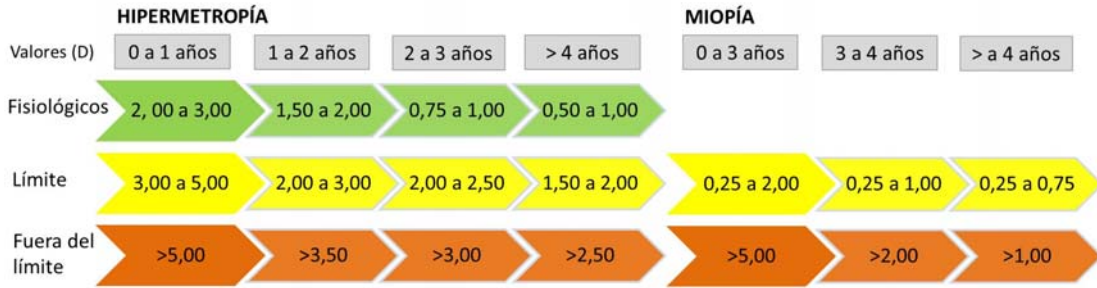 HIPERMETROPÍA MIOPÍA
Valores (D) 0 a 1 años 1 a 2 años 2 a 3 años > 4 años 0 a 3 años 3 a 4 años > a 4 años
Fisiológicos 2, 00 a 3,00 1,50 a 2,00 0,75 a 1,00 0,50 a 1,00
Límite 3,00 a 5,00 2,00 a 3,00 2,00 a 2,50 1,50 a 2,00 0,25 a 2,00 0,25 a 1,00 0,25 a 0,75
Fuera del
límite >5,00 >3,50 >3,00 >2,50 >5,00 >2,00 >1,00